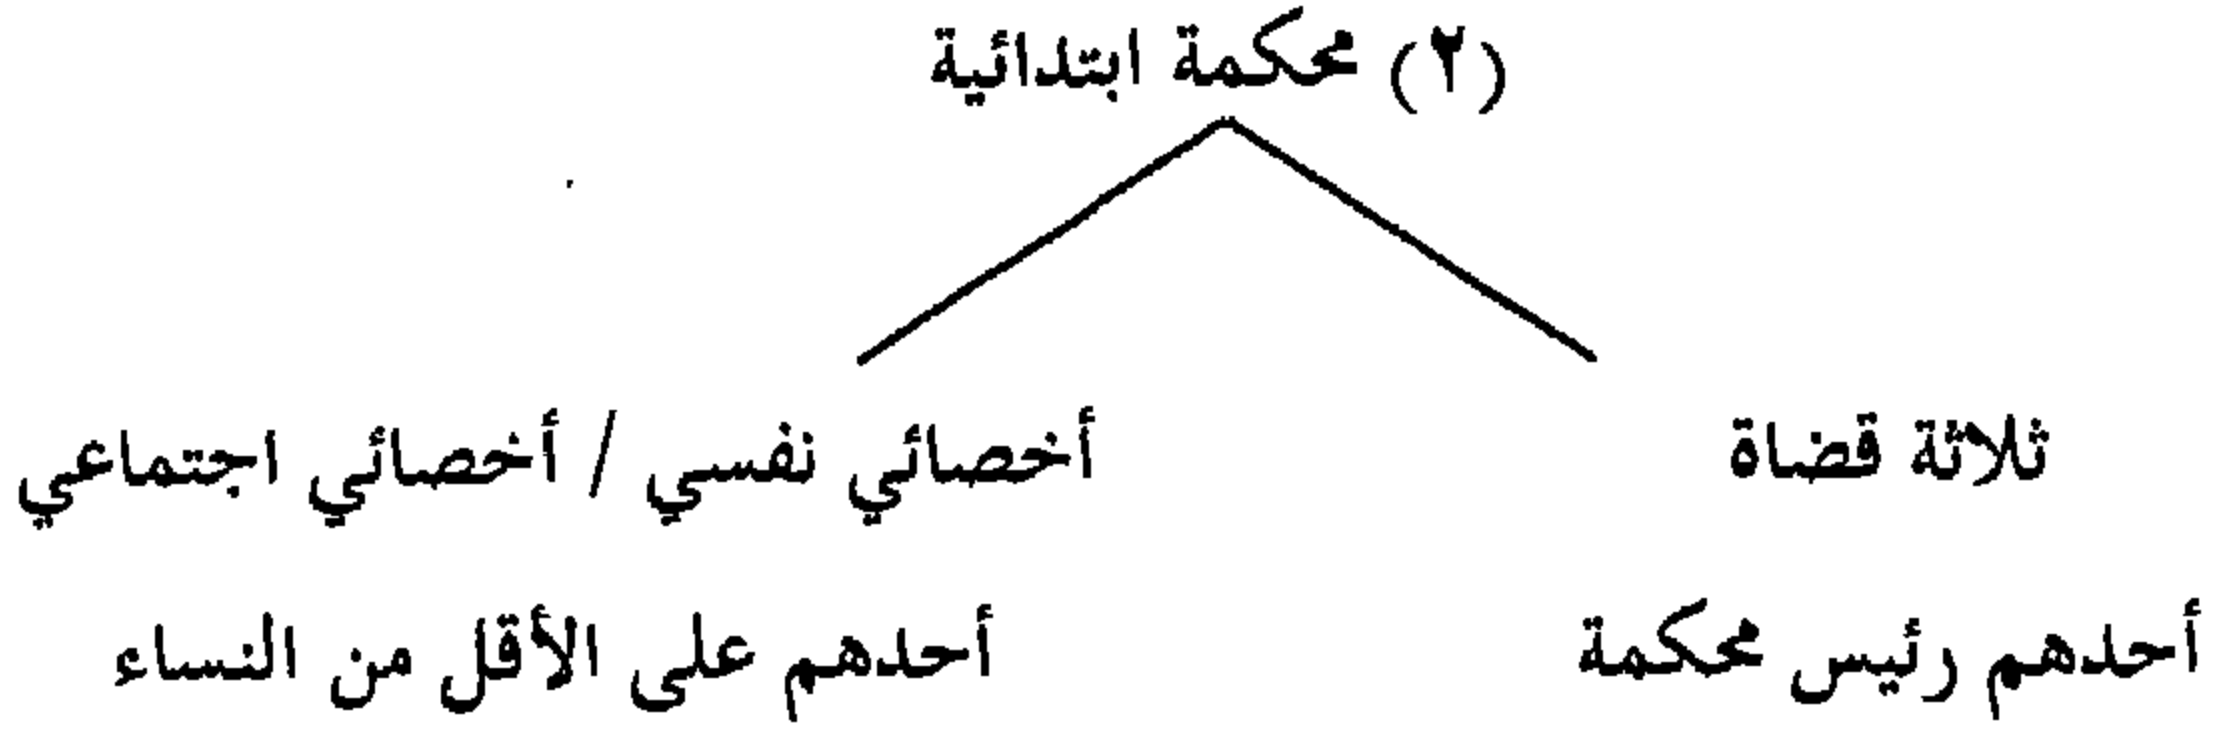 (٢) محكمة ابتدائية
ثلاثة قضاة
أخصائي نفسي / أخصائي اجتماعي
أحدهم رئيس محكمة
أحدهم على الأقل من النساء